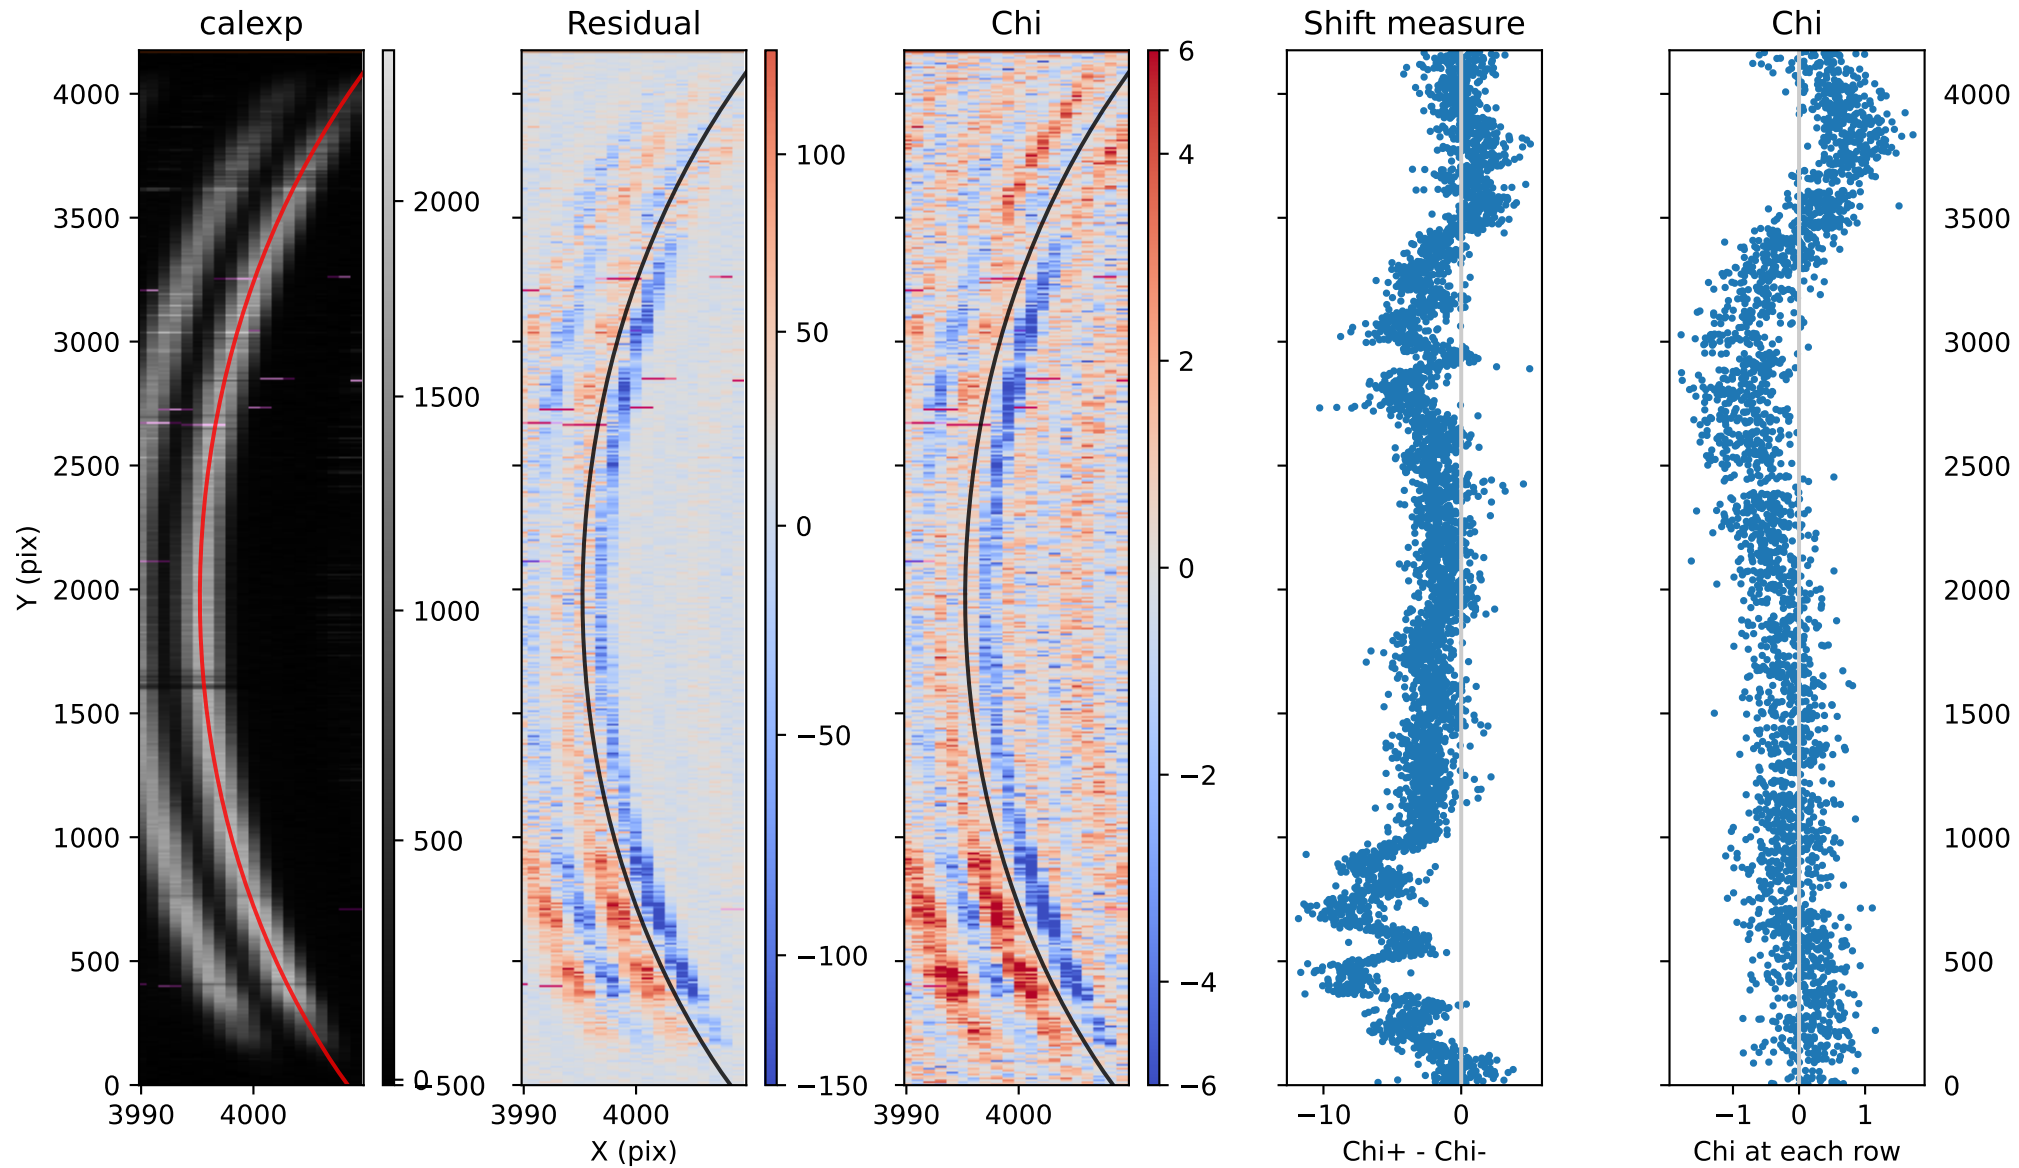 calexp Residual Chi Shift measure Chi
4000 3500 3000 2500 2000 1500 1000 500 0
Y (pix)
3990 4000
2000 1500 1000 500 0 −500
3990 4000
X (pix)
100 50 0 −50 −100 −150
3990 4000
6 4 2 0 −2 −4 −6
−10 0
Chi+ - Chi-
−1 0 1
Chi at each row
4000 3500 3000 2500 2000 1500 1000 500 0